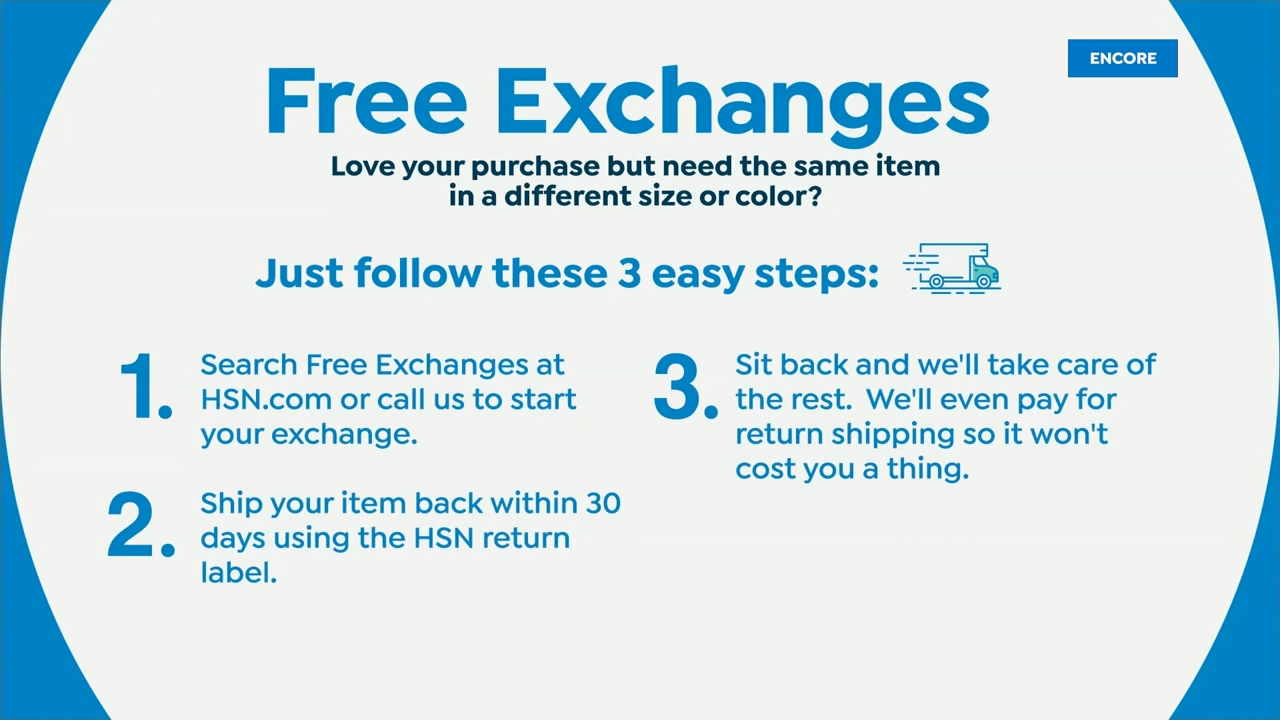 ENCORE
Free Exchanges
Love your purchase but need the same item
in a different size or color?
Just follow these 3 easy steps:
1. Search Free Exchanges at
HSN.com or call us to start
your exchange.
2. Ship your item back within 30
days using the HSN return
label.
3. Sit back and we'll take care of
the rest.  We'll even pay for
return shipping so it won't
cost you a thing.